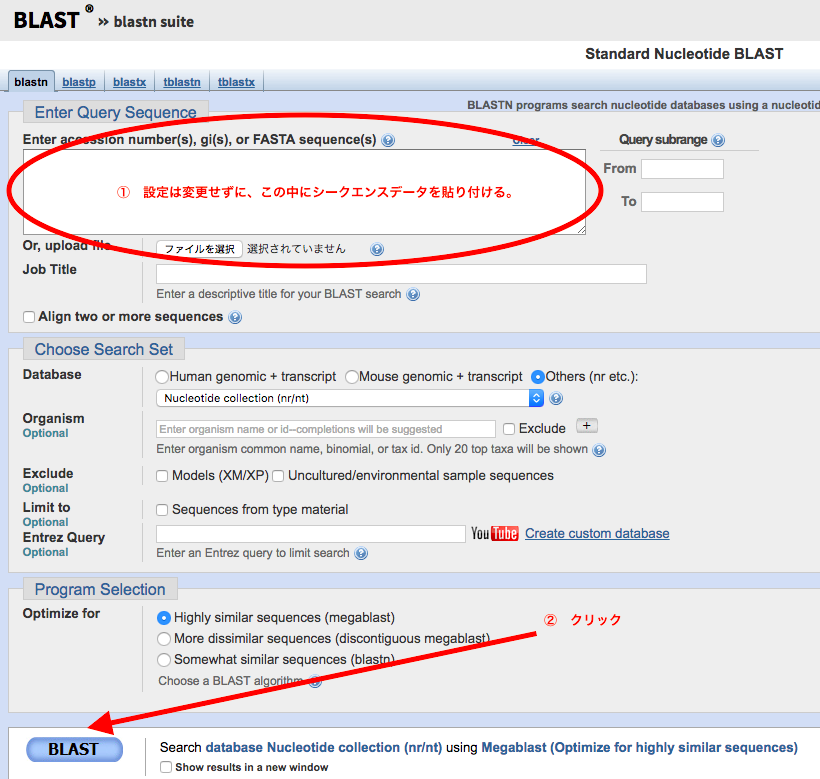 BLAST ® » blastn suite
Standard Nucleotide BLAST
blastn blastp blastx tblastn tblastx
Enter Query Sequence
BLASTN programs search nucleotide databases using a nucleotid
Enter accession number(s), gi(s), or FASTA sequence(s)
Clear
Query subrange
① 設定は変更せずに、この中にシークエンスデータを貼り付ける。
From
To
Or, upload file
ファイルを選択 選択されていません
Job Title
Enter a descriptive title for your BLAST search
Align two or more sequences
Choose Search Set
Database
Human genomic + transcript Mouse genomic + transcript Others (nr etc.):
Nucleotide collection (nr/nt)
Organism
Optional
Enter organism name or id--completions will be suggested
Exclude +
Enter organism common name, binomial, or tax id. Only 20 top taxa will be shown
Exclude
Optional
Models (XM/XP) Uncultured/environmental sample sequences
Limit to
Optional
Sequences from type material
Entrez Query
Optional
YouTube Create custom database
Enter an Entrez query to limit search
Program Selection
Optimize for
Highly similar sequences (megablast)
② クリック
More dissimilar sequences (discontiguous megablast)
Somewhat similar sequences (blastn)
Choose a BLAST algorithm
BLAST
Search database Nucleotide collection (nr/nt) using Megablast (Optimize for highly similar sequences)
Show results in a new window